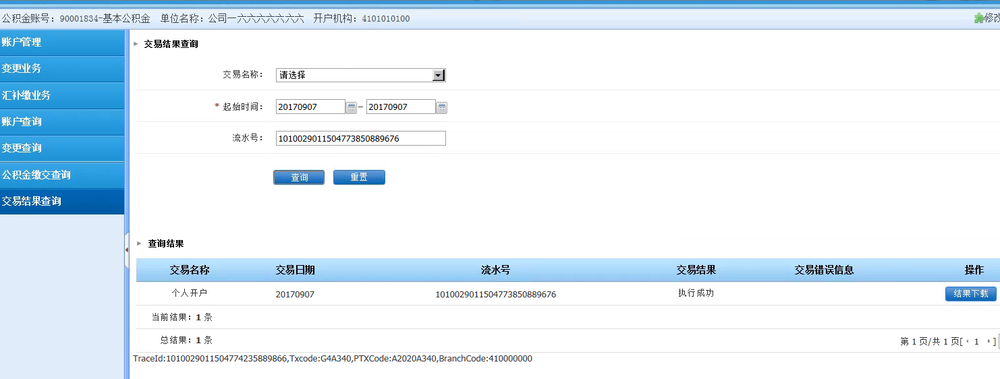 公积金账号：90001834-基本公积金 单位名称：公司一六六六六六六六 开户机构：4101010100 修改
账户管理
变更业务
汇补缴业务
账户查询
变更查询
公积金缴交查询
交易结果查询
交易结果查询
交易名称： 请选择
* 起始时间： 20170907 - 20170907
流水号： 1010029011504773850889676
查询 重置
查询结果
交易名称 交易日期 流水号 交易结果 交易错误信息 操作
个人开户 20170907 1010029011504773850889676 执行成功 结果下载
当前结果：1 条
总结果：1 条 第 1 页/共 1 页[ 1 ]
TraceId:1010029011504774235889866,Txcode:G4A340,PTXCode:A2020A340,BranchCode:410000000